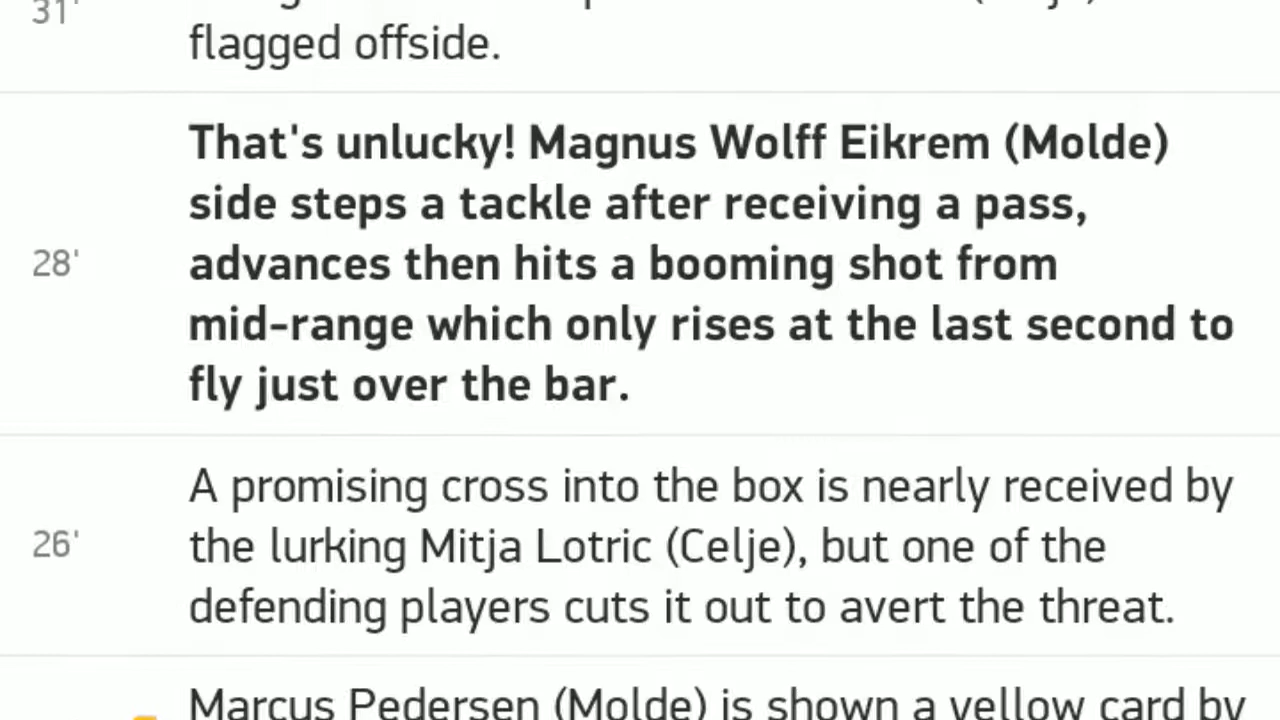 31'
flagged offside.
That's unlucky! Magnus Wolff Eikrem (Molde)
side steps a tackle after receiving a pass,
advances then hits a booming shot from
28'
mid-range which only rises at the last second to
fly just over the bar.
A promising cross into the box is nearly received by
26'
the lurking Mitja Lotric (Celje), but one of the
defending players cuts it out to avert the threat.
Marcus Pedersen (Molde) is shown a yellow card by